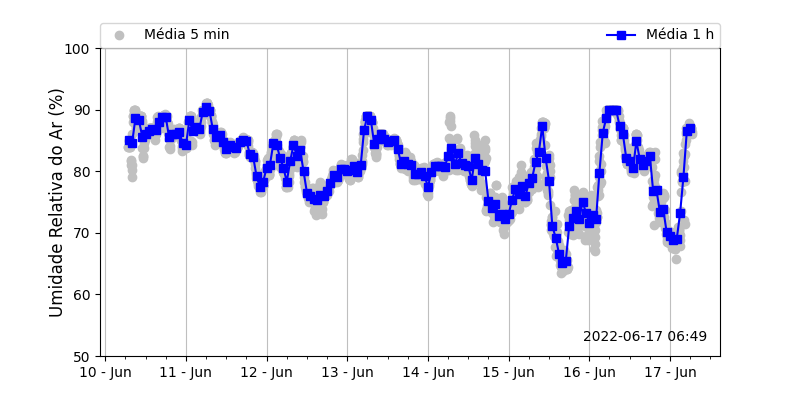 Média 5 min
Média 1 h
Umidade Relativa do Ar (%)
100
90
80
70
60
50
2022-06-17 06:49
10 - Jun
11 - Jun
12 - Jun
13 - Jun
14 - Jun
15 - Jun
16 - Jun
17 - Jun